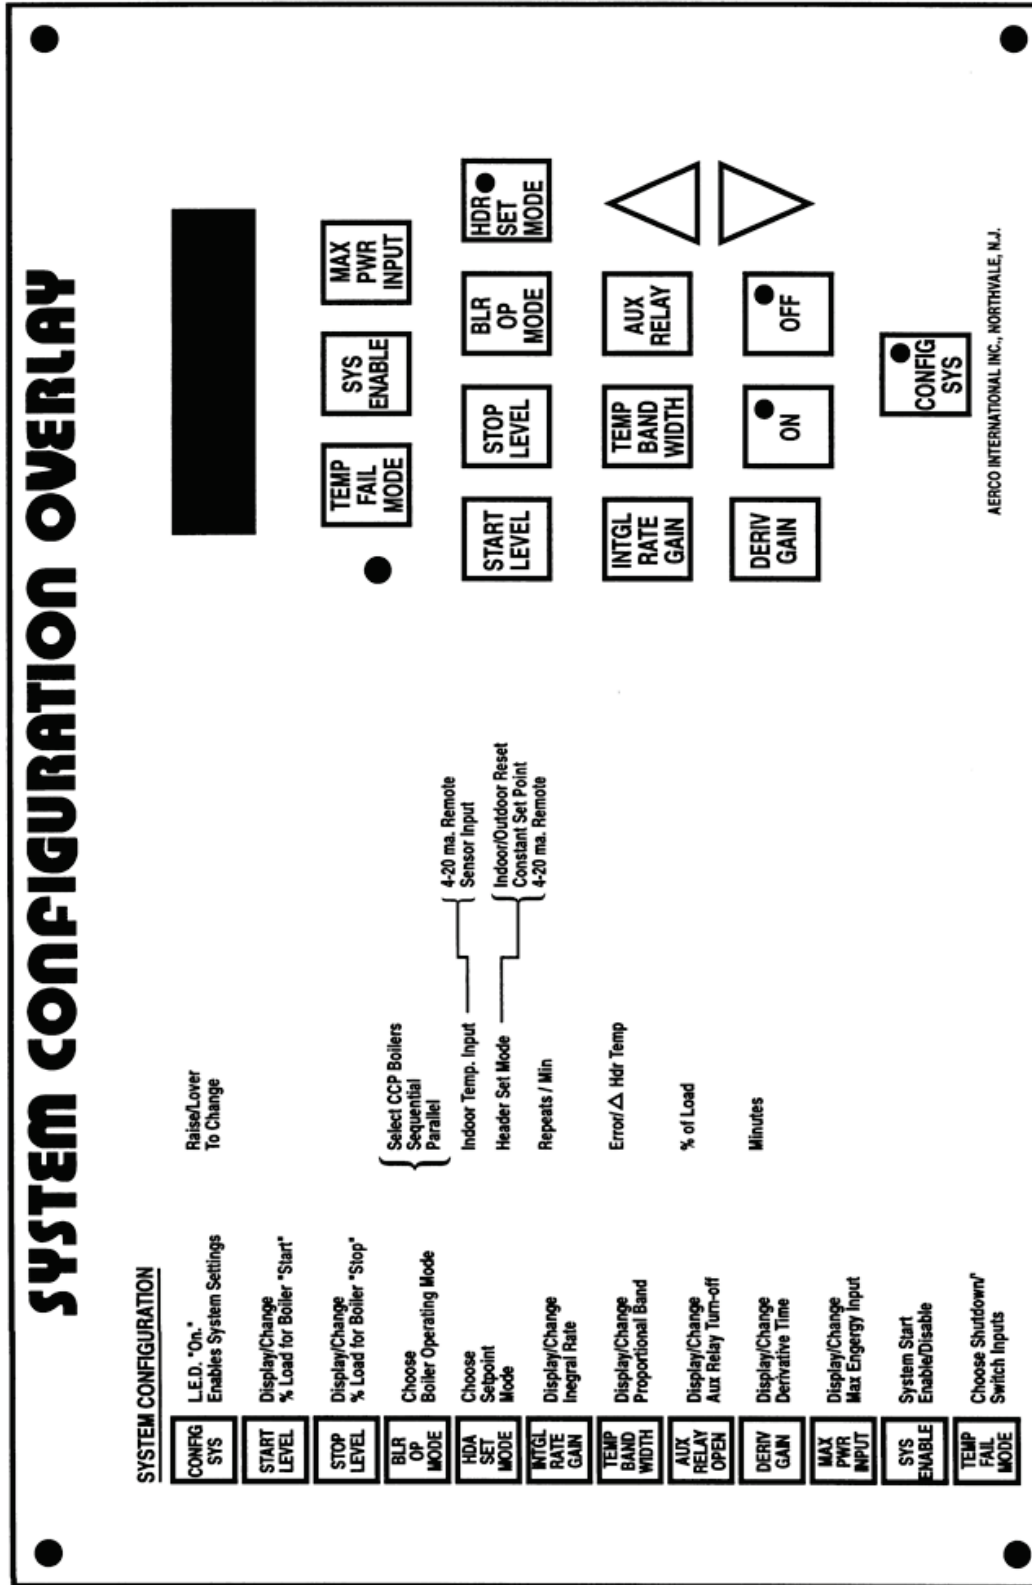 SYSTEM CONFIGURATION OVERLAY
SYSTEM CONFIGURATION
CONFIG
SYS
L.E.D. "On."
Enables System Settings
Raise/Lover
To Change
START
LEVEL
Display/Change
% Load for Boiler "Start"
STOP
LEVEL
Display/Change
% Load for Boiler "Stop"
BLR
OP
MODE
Choose
Boiler Operating Mode
Select CCP Boilers
Sequential
Parallel
HDA
SET
MODE
Choose
Setpoint
Mode
Indoor Temp. Input
4-20 ma. Remote
Sensor Input
Header Set Mode
Indoor/Outdoor Reset
Constant Set Point
4-20 ma. Remote
INTGL
RATE
GAIN
Display/Change
Inegral Rate
Repeats / Min
TEMP
BAND
WIDTH
Display/Change
Proportional Band
Error/△ Hdr Temp
AUX
RELAY
OPEN
Display/Change
Aux Relay Turn-off
% of Load
DERIV
GAIN
Display/Change
Derivative Time
Minutes
MAX
PWR
INPUT
Display/Change
Max Engergy Input
SYS
ENABLE
System Start
Enable/Disable
TEMP
FAIL
MODE
Choose Shutdown/'
Switch Inputs
TEMP
FAIL
MODE
SYS
ENABLE
MAX
PWR
INPUT
START
LEVEL
STOP
LEVEL
BLR
OP
MODE
HDR
SET
MODE
INTGL
RATE
GAIN
TEMP
BAND
WIDTH
AUX
RELAY
DERIV
GAIN
ON
OFF
CONFIG
SYS
AERCO INTERNATIONAL INC., NORTHVALE, N.J.